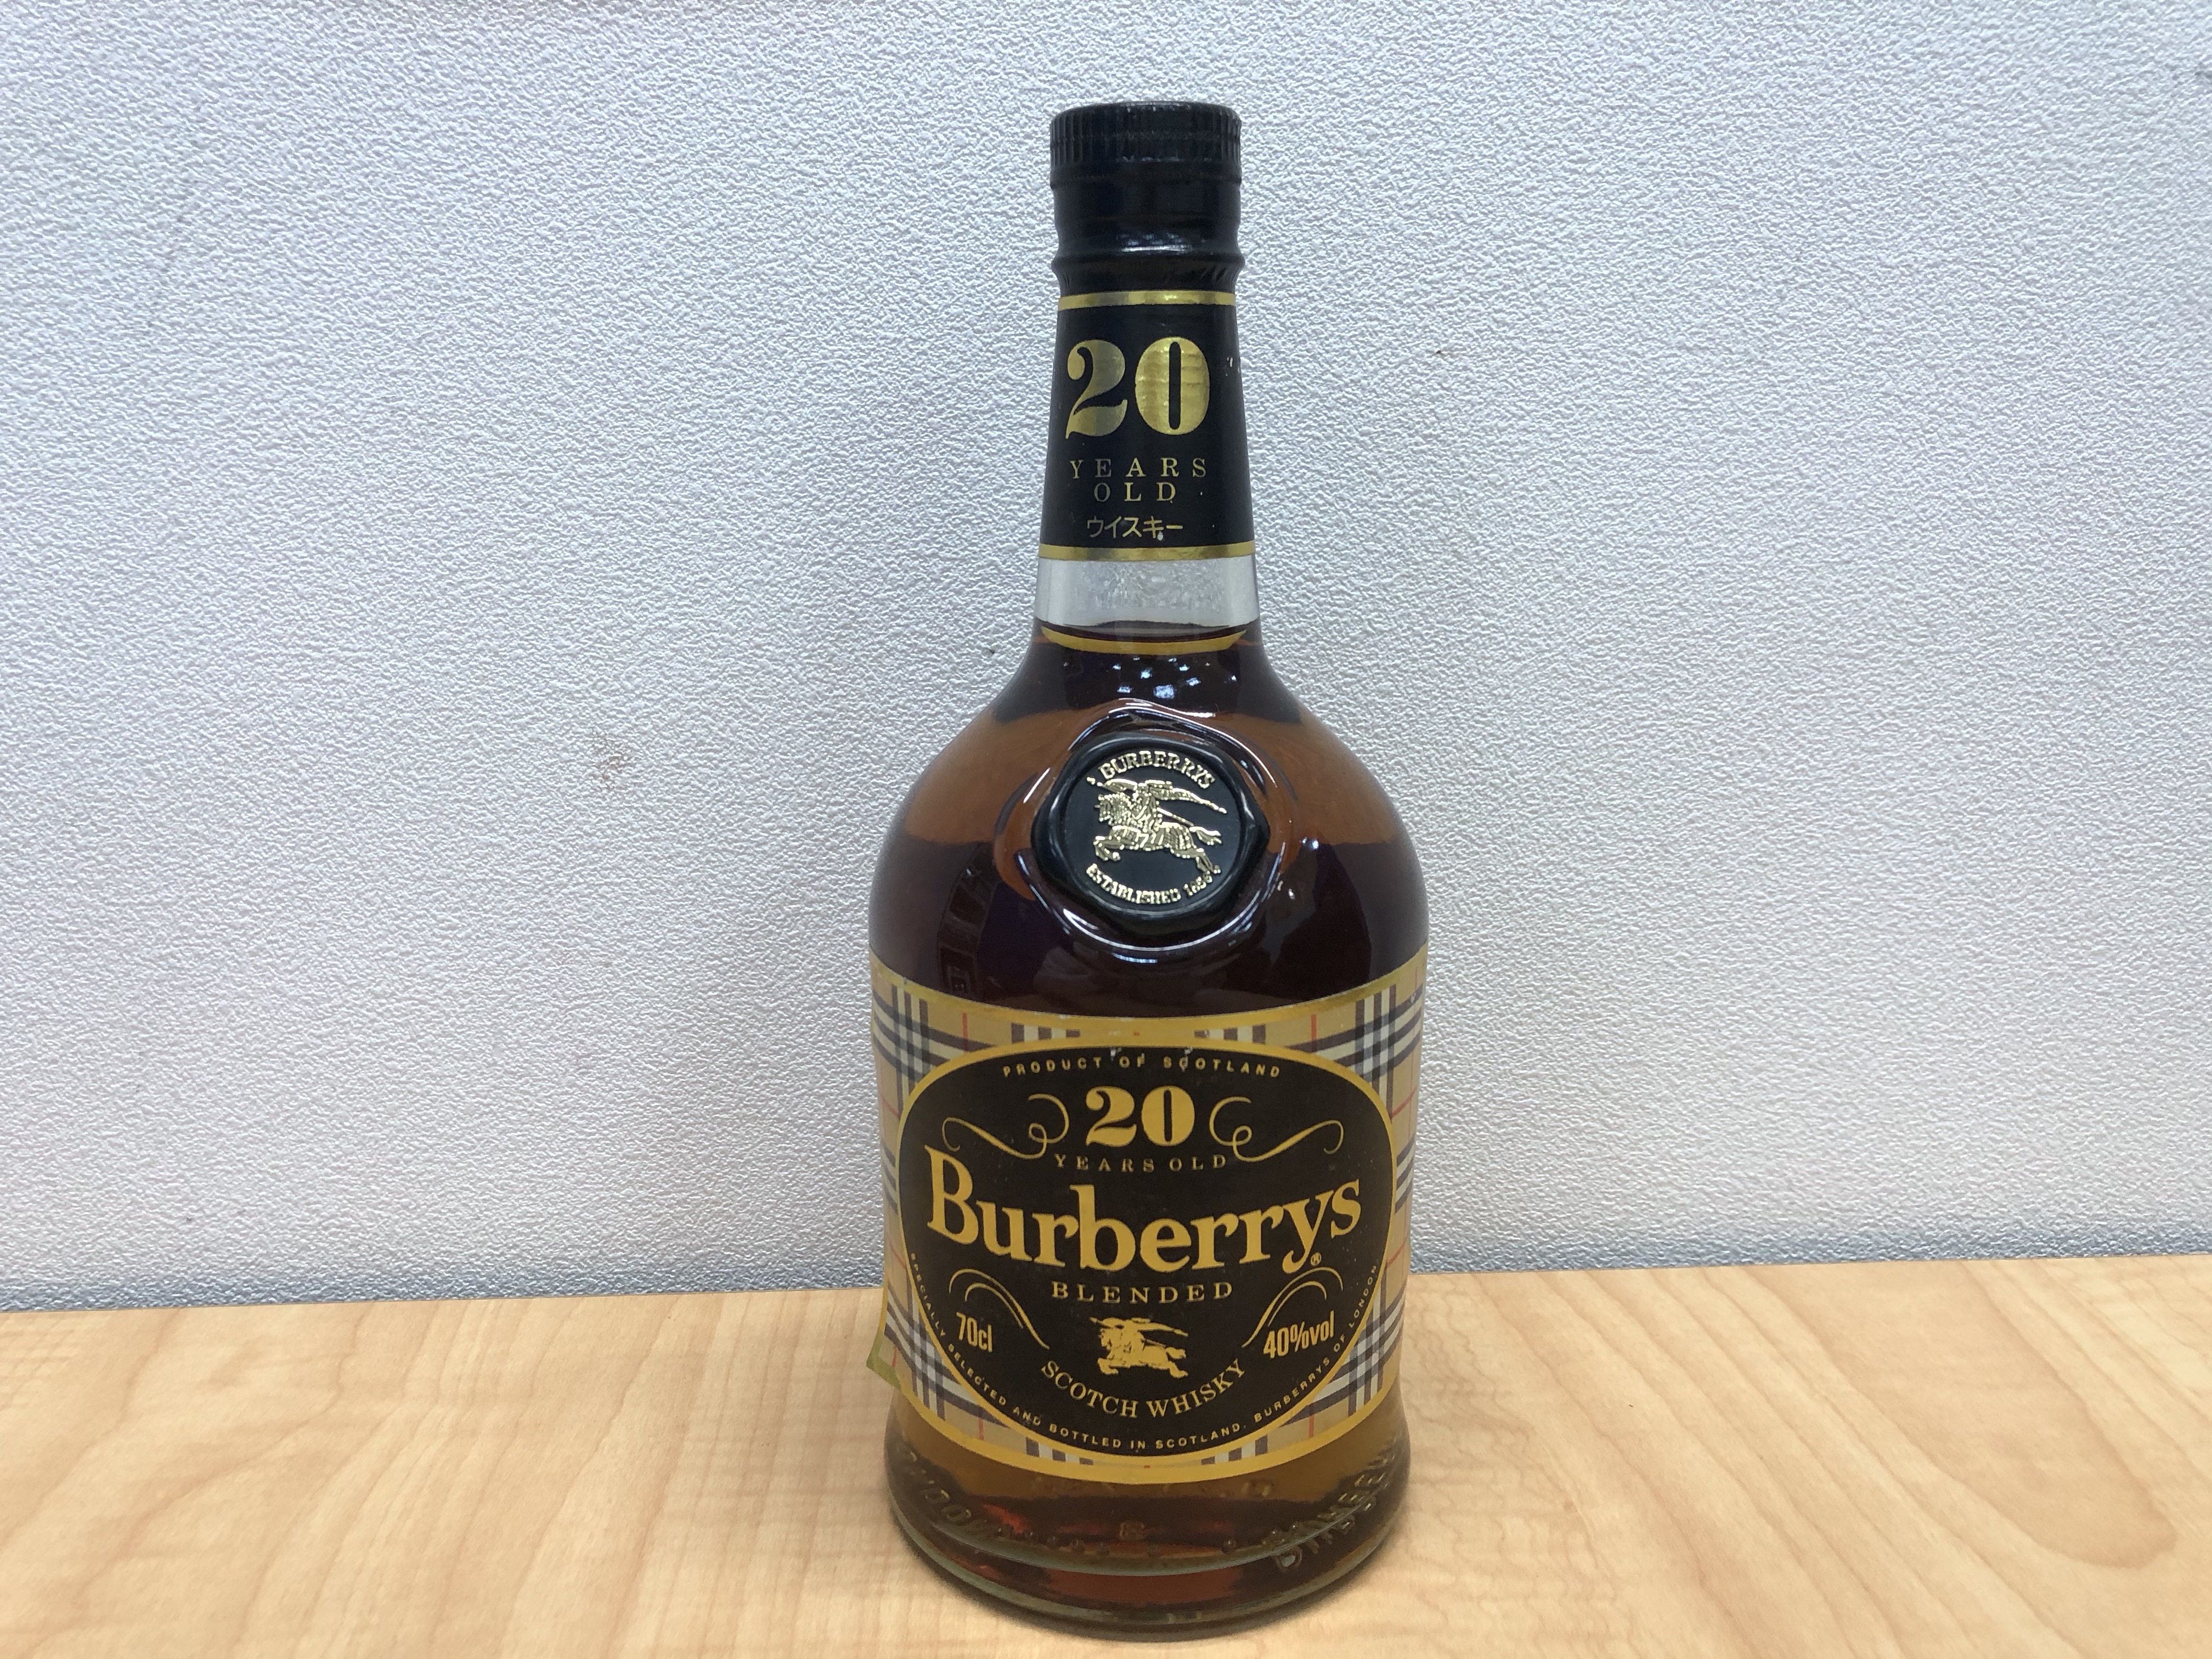 20
YEARS
OLD
ウイスキー
BURBERRYS
ESTABLISHED 1856
PRODUCT OF SCOTLAND
20
YEARS OLD
Burberrys®
BLENDED
70cl
40%vol
SCOTCH WHISKY
SPECIALLY SELECTED AND BOTTLED IN SCOTLAND. BURBERRYS OF LONDON